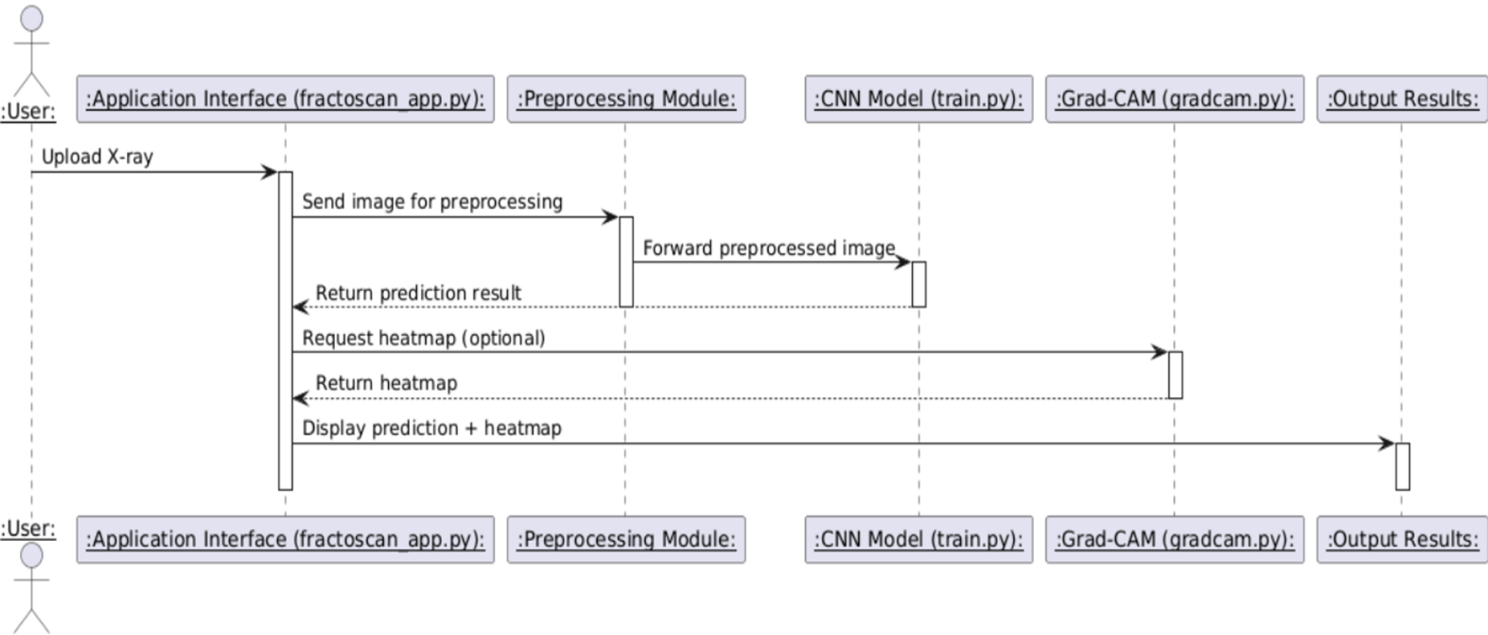 :User:
:Application Interface (fractoscan_app.py):
:Preprocessing Module:
:CNN Model (train.py):
:Grad-CAM (gradcam.py):
:Output Results:
Upload X-ray
Send image for preprocessing
Forward preprocessed image
Return prediction result
Request heatmap (optional)
Return heatmap
Display prediction + heatmap
:User:
:Application Interface (fractoscan_app.py):
:Preprocessing Module:
:CNN Model (train.py):
:Grad-CAM (gradcam.py):
:Output Results: